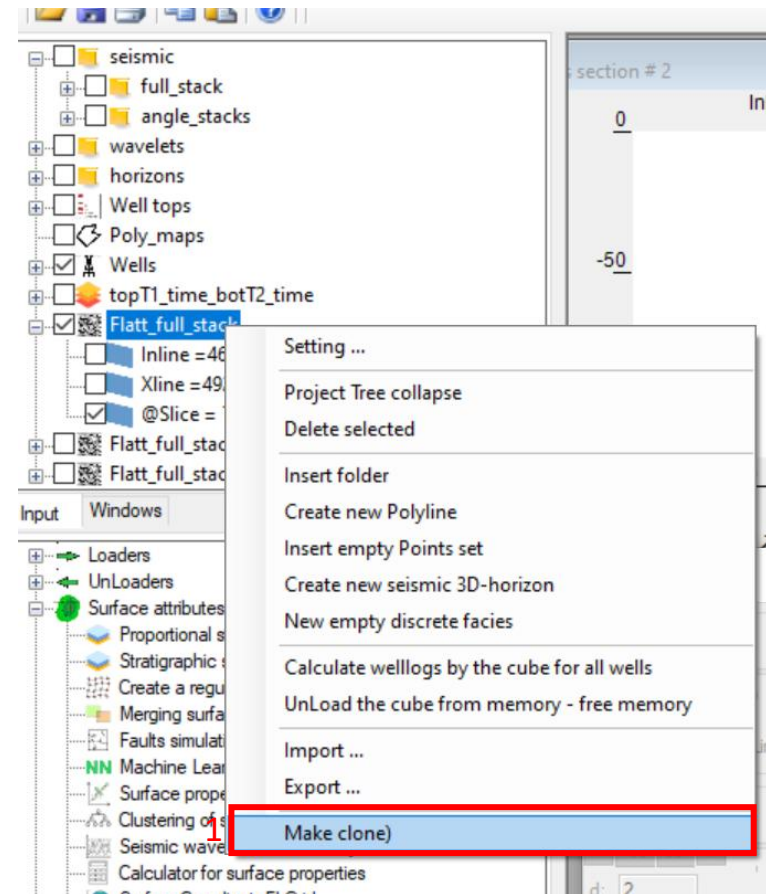 seismic
full_stack
angle_stacks
wavelets
horizons
Well tops
Poly_maps
Wells
topT1_time_botT2_time
Flatt_full_stack
Inline =46
Xline =49
@Slice =
Flatt_full_stac
Flatt_full_stac
Input Windows
Loaders
UnLoaders
Surface attributes
Proportional s
Stratigraphic s
Create a regu
Merging surfa
Faults simulati
NN Machine Lear
Surface prope
Clustering of s
Seismic wave
Calculator for surface properties
section # 2
In
0
-50
Setting ...
Project Tree collapse
Delete selected
Insert folder
Create new Polyline
Insert empty Points set
Create new seismic 3D-horizon
New empty discrete facies
Calculate welllogs by the cube for all wells
UnLoad the cube from memory - free memory
Import ...
Export ...
1
Make clone)
d: 2